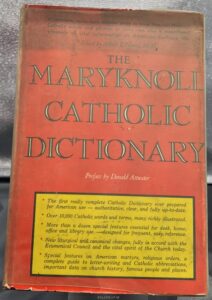 THE
MARYKNOLL
CATHOLIC
DICTIONARY
Preface by Donald Attwater
* The first really complete Catholic Dictionary ever prepared
for American use — authoritative, clear, and fully up-to-date.
* Over 10,000 Catholic words and terms, many richly illustrated.
* More than a dozen special features essential for desk, home,
office and library use — designed for frequent, easy reference.
* New liturgical and canonical changes, fully in accord with the
Ecumenical Council and the vital spirit of the Church today.
* Special features on American martyrs, religious orders, a
complete guide to papal writing and Catholic abbreviations,
important data on church history, famous people and places.